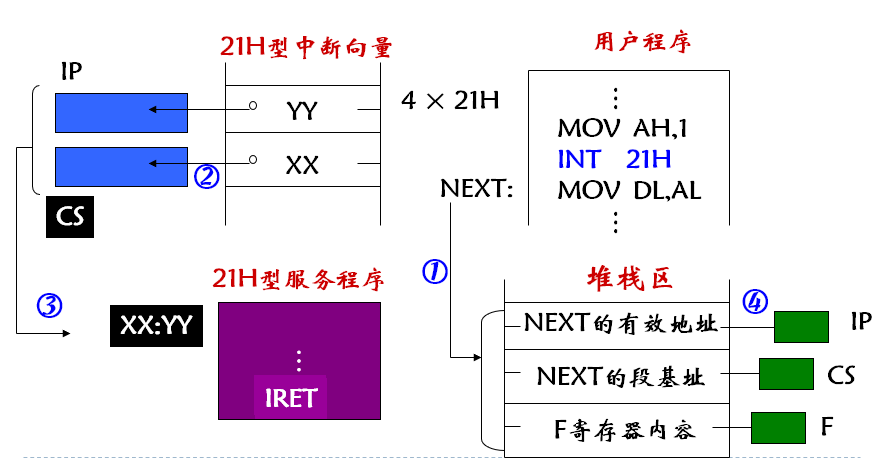 21H型中断向量
IP
YY
4 × 21H
XX
②
CS
用户程序
⋮
MOV AH,1
INT 21H
NEXT: MOV DL,AL
⋮
①
③
21H型服务程序
XX:YY
⋮
IRET
堆栈区
④
NEXT的有效地址
IP
NEXT的段基址
CS
F寄存器内容
F